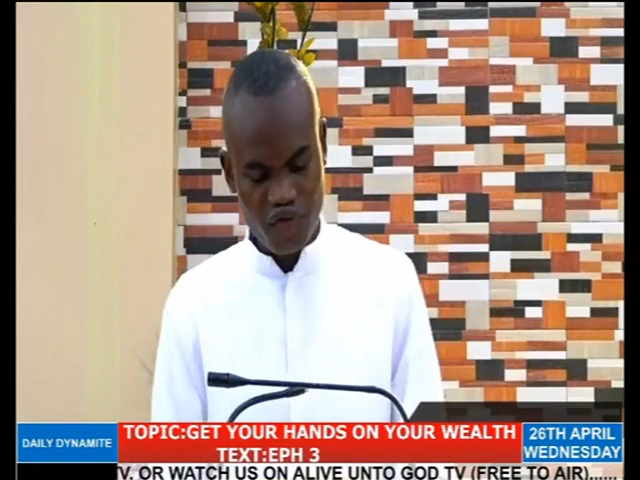 DAILY DYNAMITE
TOPIC:GET YOUR HANDS ON YOUR WEALTH
TEXT:EPH 3
26TH APRIL
WEDNESDAY
TV. OR WATCH US ON ALIVE UNTO GOD TV (FREE TO AIR)......